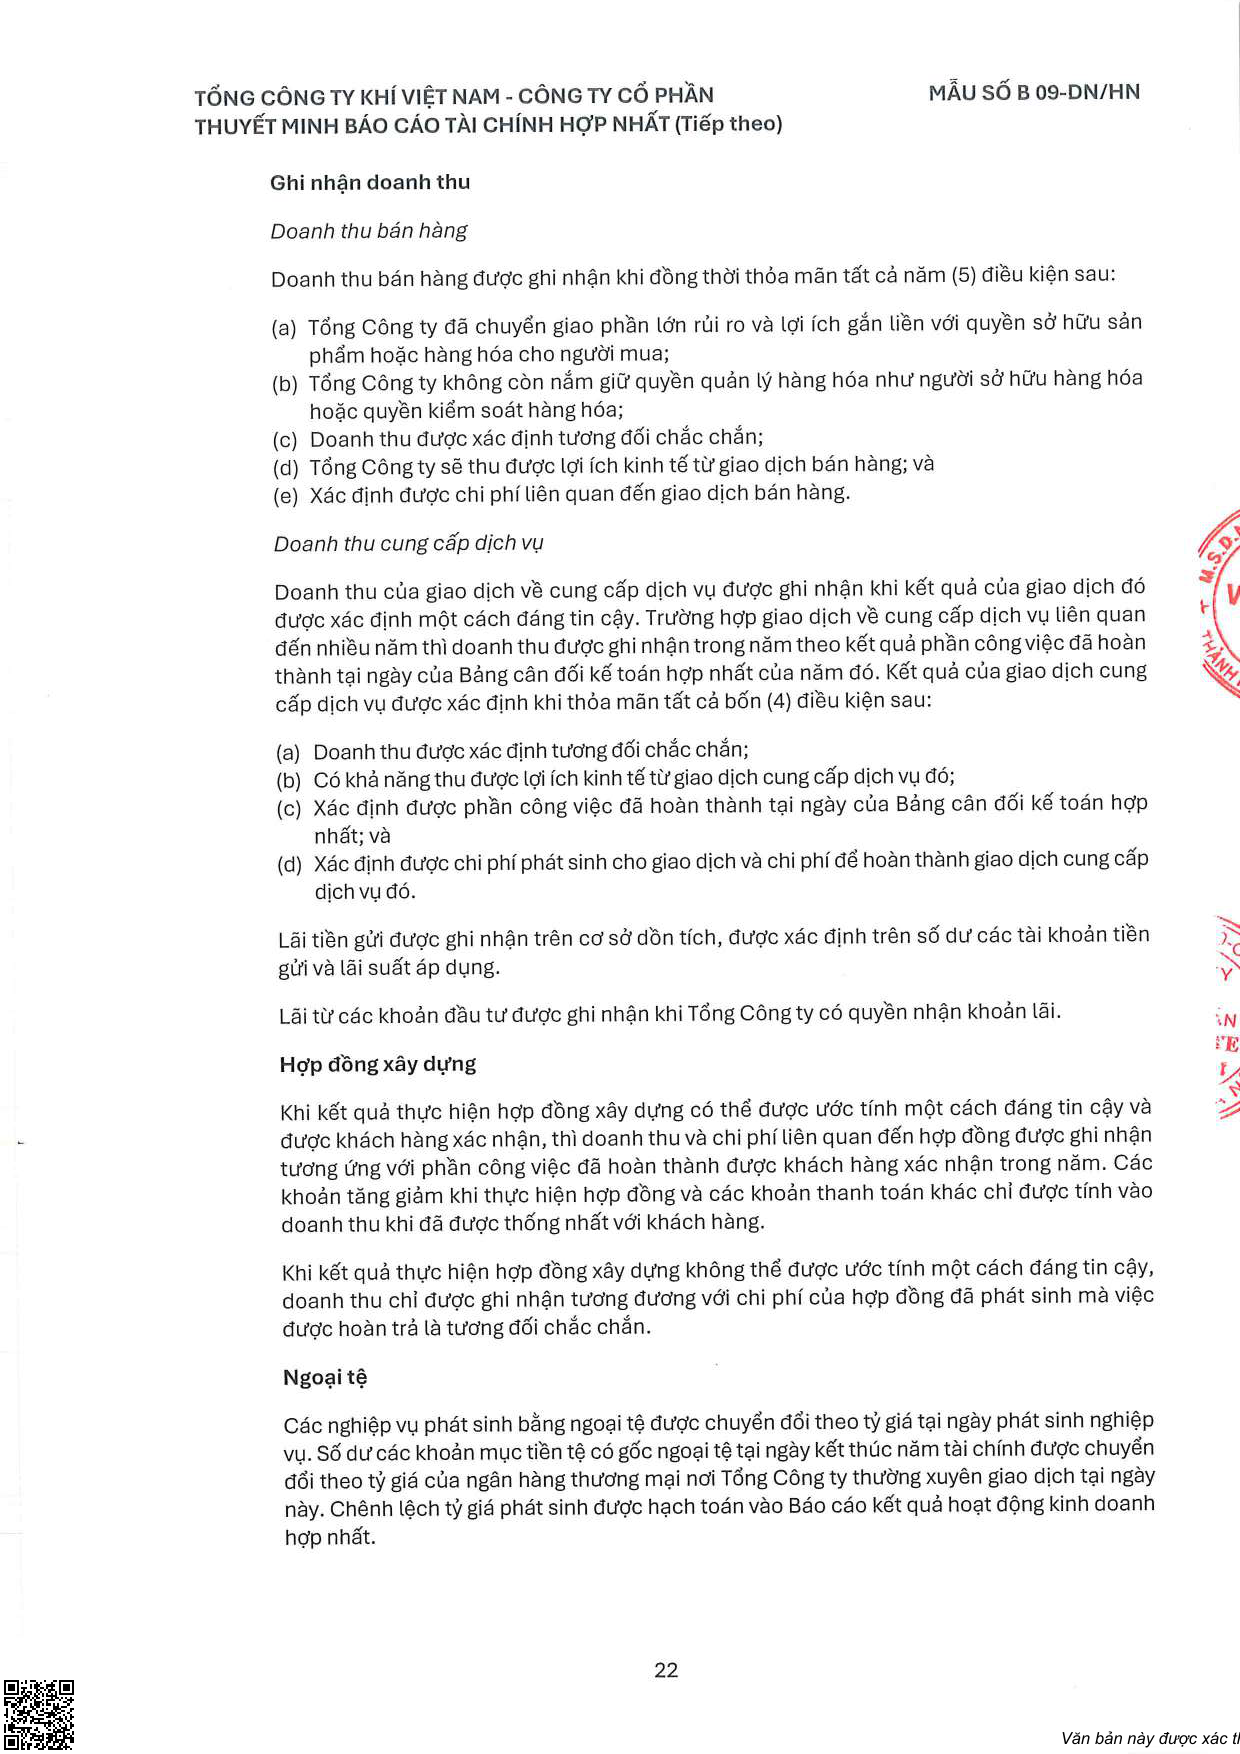 TỔNG CÔNG TY KHÍ VIỆT NAM - CÔNG TY CỔ PHẦN
MẪU SỐ B 09-DN/HN
THUYẾT MINH BÁO CÁO TÀI CHÍNH HỢP NHẤT (Tiếp theo)
Ghi nhận doanh thu
Doanh thu bán hàng
Doanh thu bán hàng được ghi nhận khi đồng thời thỏa mãn tất cả năm (5) điều kiện sau:
(a) Tổng Công ty đã chuyển giao phần lớn rủi ro và lợi ích gắn liền với quyền sở hữu sản
phẩm hoặc hàng hóa cho người mua;
(b) Tổng Công ty không còn nắm giữ quyền quản lý hàng hóa như người sở hữu hàng hóa
hoặc quyền kiểm soát hàng hóa;
(c) Doanh thu được xác định tương đối chắc chắn;
(d) Tổng Công ty sẽ thu được lợi ích kinh tế từ giao dịch bán hàng; và
(e) Xác định được chi phí liên quan đến giao dịch bán hàng.
Doanh thu cung cấp dịch vụ
Doanh thu của giao dịch về cung cấp dịch vụ được ghi nhận khi kết quả của giao dịch đó
được xác định một cách đáng tin cậy. Trường hợp giao dịch về cung cấp dịch vụ liên quan
đến nhiều năm thì doanh thu được ghi nhận trong năm theo kết quả phần công việc đã hoàn
thành tại ngày của Bảng cân đối kế toán hợp nhất của năm đó. Kết quả của giao dịch cung
cấp dịch vụ được xác định khi thỏa mãn tất cả bốn (4) điều kiện sau:
(a) Doanh thu được xác định tương đối chắc chắn;
(b) Có khả năng thu được lợi ích kinh tế từ giao dịch cung cấp dịch vụ đó;
(c) Xác định được phần công việc đã hoàn thành tại ngày của Bảng cân đối kế toán hợp
nhất; và
(d) Xác định được chi phí phát sinh cho giao dịch và chi phí để hoàn thành giao dịch cung cấp
dịch vụ đó.
Lãi tiền gửi được ghi nhận trên cơ sở dồn tích, được xác định trên số dư các tài khoản tiền
gửi và lãi suất áp dụng.
Lãi từ các khoản đầu tư được ghi nhận khi Tổng Công ty có quyền nhận khoản lãi.
Hợp đồng xây dựng
Khi kết quả thực hiện hợp đồng xây dựng có thể được ước tính một cách đáng tin cậy và
được khách hàng xác nhận, thì doanh thu và chi phí liên quan đến hợp đồng được ghi nhận
tương ứng với phần công việc đã hoàn thành được khách hàng xác nhận trong năm. Các
khoản tăng giảm khi thực hiện hợp đồng và các khoản thanh toán khác chỉ được tính vào
doanh thu khi đã được thống nhất với khách hàng.
Khi kết quả thực hiện hợp đồng xây dựng không thể được ước tính một cách đáng tin cậy,
doanh thu chỉ được ghi nhận tương đương với chi phí của hợp đồng đã phát sinh mà việc
được hoàn trả là tương đối chắc chắn.
Ngoại tệ
Các nghiệp vụ phát sinh bằng ngoại tệ được chuyển đổi theo tỷ giá tại ngày phát sinh nghiệp
vụ. Số dư các khoản mục tiền tệ có gốc ngoại tệ tại ngày kết thúc năm tài chính được chuyển
đổi theo tỷ giá của ngân hàng thương mại nơi Tổng Công ty thường xuyên giao dịch tại ngày
này. Chênh lệch tỷ giá phát sinh được hạch toán vào Báo cáo kết quả hoạt động kinh doanh
hợp nhất.
22
Văn bản này được xác
M.S.D
THÀNH